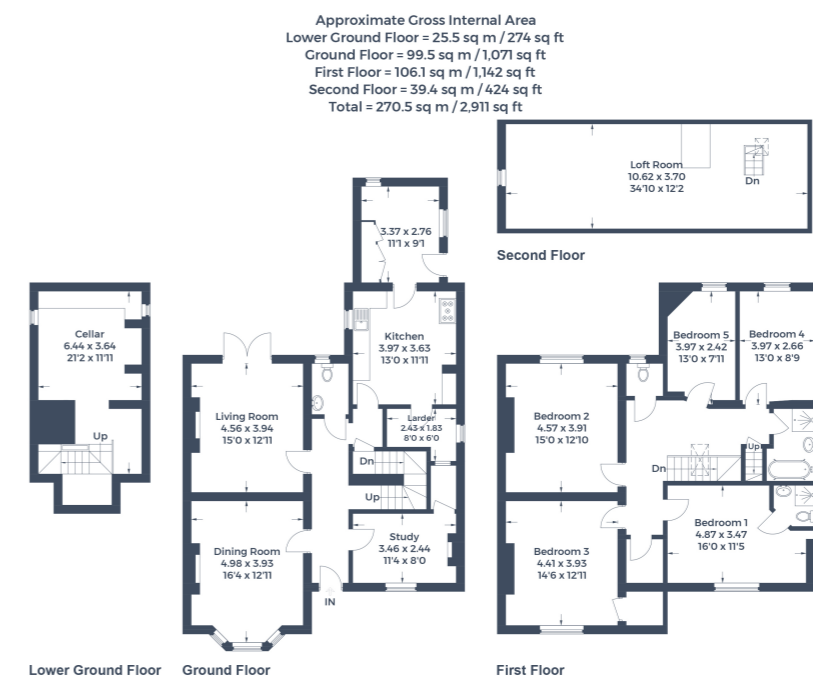 Approximate Gross Internal Area
Lower Ground Floor = 25.5 sq m / 274 sq ft
Ground Floor = 99.5 sq m / 1,071 sq ft
First Floor = 106.1 sq m / 1,142 sq ft
Second Floor = 39.4 sq m / 424 sq ft
Total = 270.5 sq m / 2,911 sq ft
Loft Room
10.62 x 3.70
34'10 x 12'2
Dn
Second Floor
3.37 x 2.76
11'1 x 9'1
Cellar
6.44 x 3.64
21'2 x 11'11
Up
Lower Ground Floor
Kitchen
3.97 x 3.63
13'0 x 11'11
Living Room
4.56 x 3.94
15'0 x 12'11
Larder
2.43 x 1.83
8'0 x 6'0
Dn
Up
Study
3.46 x 2.44
11'4 x 8'0
Dining Room
4.98 x 3.93
16'4 x 12'11
IN
Ground Floor
Bedroom 5
3.97 x 2.42
13'0 x 7'11
Bedroom 4
3.97 x 2.66
13'0 x 8'9
Bedroom 2
4.57 x 3.91
15'0 x 12'10
Up
Dn
Bedroom 1
4.87 x 3.47
16'0 x 11'5
Bedroom 3
4.41 x 3.93
14'6 x 12'11
First Floor